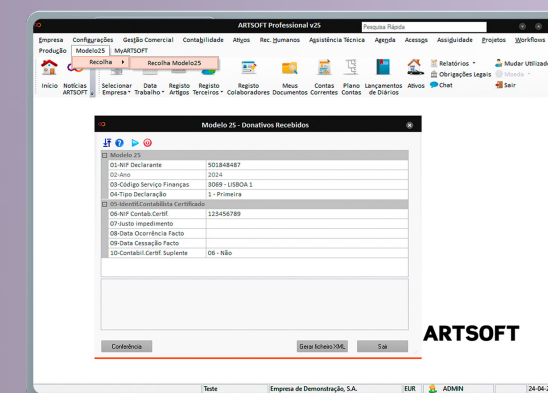 ARTSOFT Professional v25
Pesquisa Rápida
Empresa Configurações Gestão Comercial Contabilidade Ativos Rec. Humanos Assistência Técnica Agenda Acessos Assiguidade Projetos Workflows
Produção Modelo25 MyARTSOFT
Recolha Recolha Modelo25
Relatórios Mudar Utilizado
Obrigações Legais Moeda
Chat Sair
Início Notícias ARTSOFT Selecionar Empresa Data Trabalho Registo Artigos Registo Terceiros Registo Colaboradores Meus Documentos Contas Correntes Plano Contas Lançamentos de Diários Ativos
Modelo 25 - Donativos Recebidos
Modelo 25
01-NIF Declarante 501848487
02-Ano 2024
03-Código Serviço Finanças 3069 - LISBOA 1
04-Tipo Declaração 1 - Primeira
05-Identif.Contabilista Certificado
06-NIF Contab.Certif. 123456789
07-Justo Impedimento
08-Data Ocorrência Facto
09-Data Cessação Facto
10-Contabil.Certif. Suplente 06 - Não
Conferência Gerar ficheiro XML Sair
ARTSOFT
Teste Empresa de Demonstração, S.A. EUR ADMIN 24-04-2